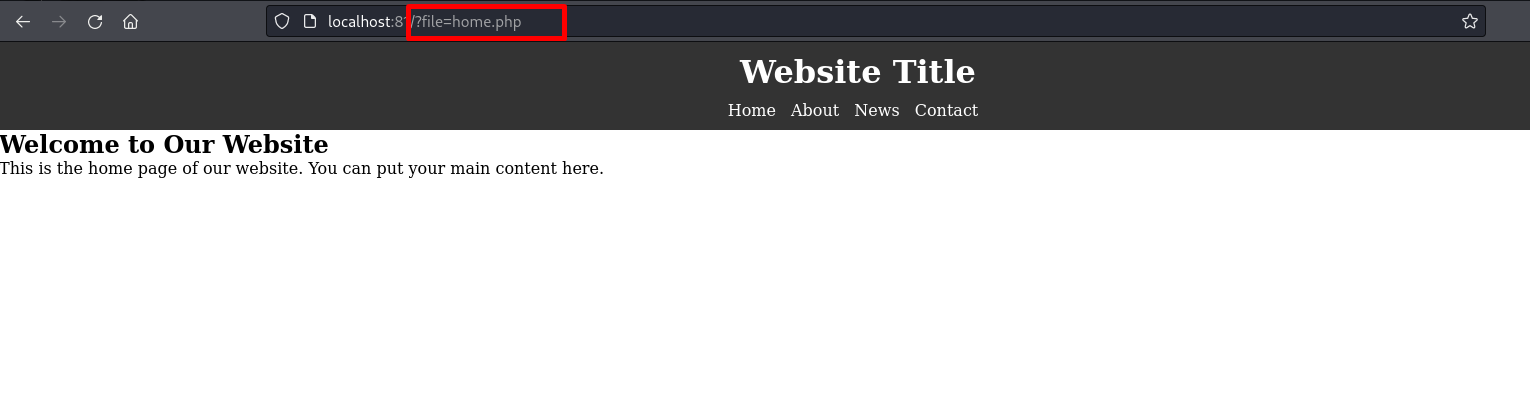 localhost:81/?file=home.php
Website Title
Home About News Contact
Welcome to Our Website
This is the home page of our website. You can put your main content here.